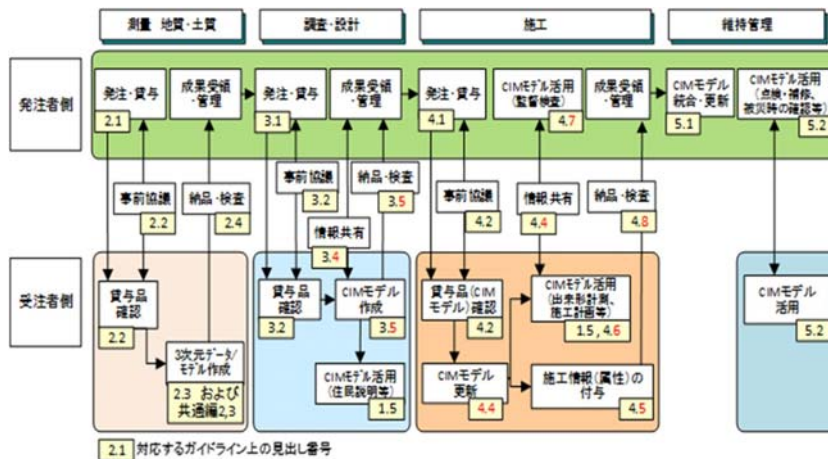 測量 地質・土質
調査・設計
施工
維持管理
発注者側
発注・貸与
2.1
成果受領
・管理
発注・貸与
3.1
成果受領
・管理
発注・貸与
4.1
CIMモデル活用
(監督検査)
4.7
成果受領
・管理
CIMモデル
統合・更新
5.1
CIMモデル活用
(点検・補修、
被災時の確認等)
5.2
事前協議
2.2
納品・検査
2.4
事前協議
3.2
納品・検査
3.5
情報共有
3.4
事前協議
4.2
情報共有
4.4
納品・検査
4.8
受注者側
貸与品
確認
2.2
3次元データ/
モデル作成
2.3 および
共通編2,3
貸与品
確認
3.2
CIMモデル
作成
3.5
CIMモデル活用
(住民説明等)
1.5
貸与品(CIM
モデル)確認
4.2
CIMモデル
更新
4.4
CIMモデル活用
(出来形計測、
施工計画等)
1.5 , 4.6
施工情報(属性)の
付与
4.5
CIMモデル
活用
5.2
2.1 対応するガイドライン上の見出し番号